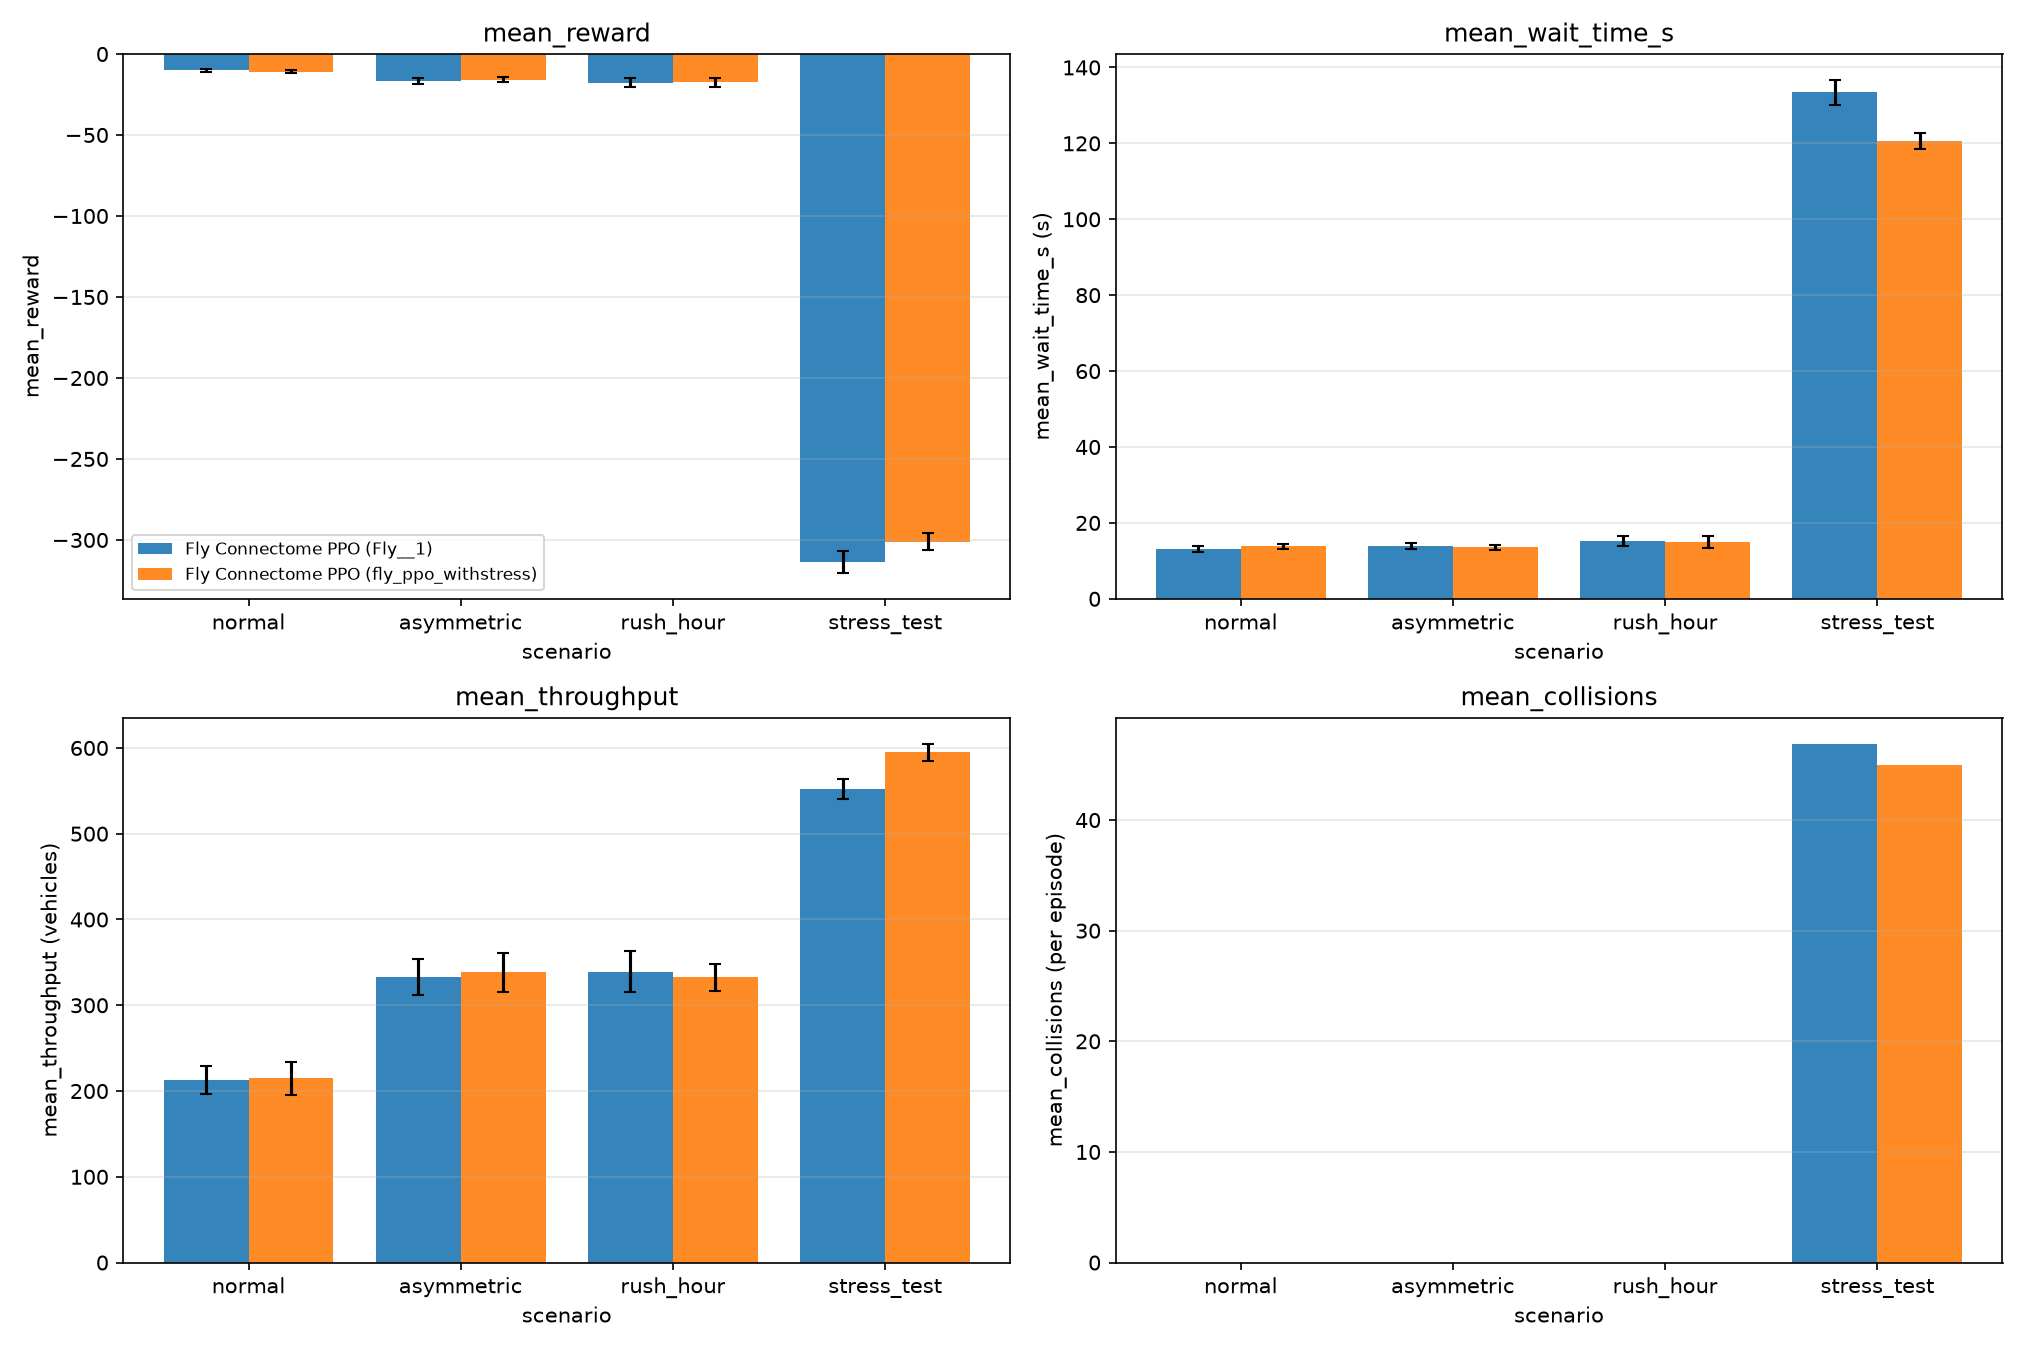 mean_reward
0
−50
−100
−150
−200
−250
−300
mean_reward
Fly Connectome PPO (Fly__1)
Fly Connectome PPO (fly_ppo_withstress)
normal asymmetric rush_hour stress_test
scenario
mean_wait_time_s
140
120
100
80
60
40
20
0
mean_wait_time_s (s)
normal asymmetric rush_hour stress_test
scenario
mean_throughput
600
500
400
300
200
100
0
mean_throughput (vehicles)
normal asymmetric rush_hour stress_test
scenario
mean_collisions
40
30
20
10
0
mean_collisions (per episode)
normal asymmetric rush_hour stress_test
scenario